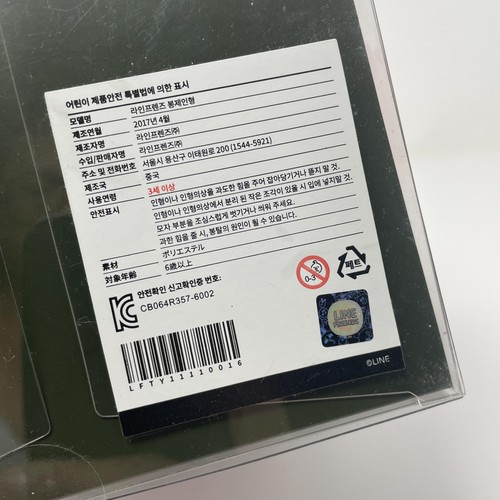 어린이 제품안전 특별법에 의한 표시
모델명 라인프렌즈 봉제인형
제조연월 2017년 4월
제조자명 라인프렌즈㈜
수입/판매자명 라인프렌즈㈜
주소 및 전화번호 서울시 용산구 이태원로 200 (1544-5921)
제조국 중국
사용연령 3세 이상
안전표시 인형이나 인형의상을 과도한 힘을 주어 잡아당기거나 뜯지 말 것.
인형이나 인형의상에서 분리 된 작은 조각이 있을 시 입에 넣지말 것.
모자 부분을 조심스럽게 벗기거나 씌워 주세요.
과한 힘을 줄 시, 봉탈의 원인이 될 수 있습니다.
素材 ポリエステル
対象年齢 6歳以上
안전확인 신고확인증 번호:
CB064R357-6002
0-3
페트
LINE
FRIENDS
LFTY11110016
©LINE